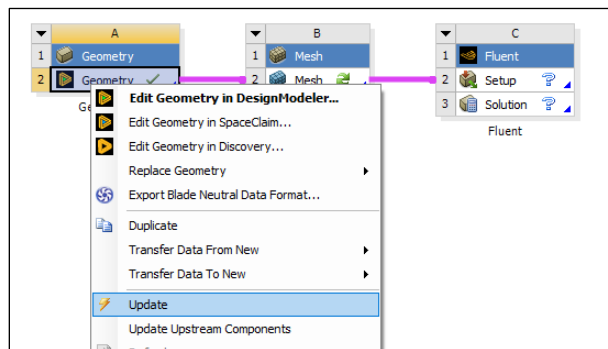 A
1 Geometry
2 Geometry
B
1 Mesh
2 Mesh
C
1 Fluent
2 Setup ?
3 Solution ?
Fluent
Ge
Edit Geometry in DesignModeler...
Edit Geometry in SpaceClaim...
Edit Geometry in Discovery...
Replace Geometry
Export Blade Neutral Data Format...
Duplicate
Transfer Data From New
Transfer Data To New
Update
Update Upstream Components